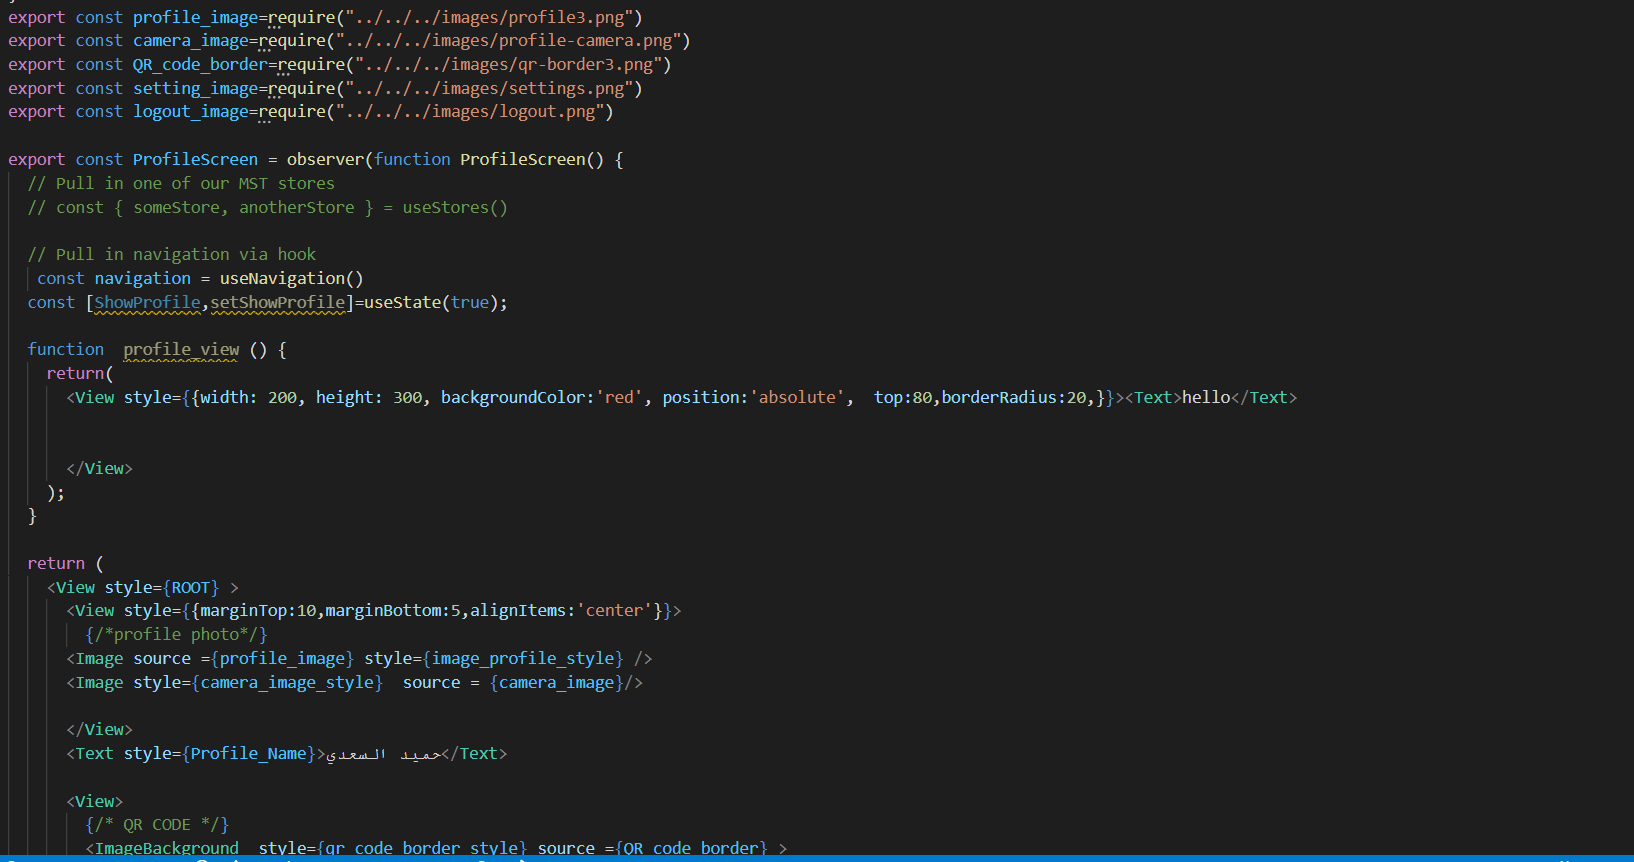 export const profile_image=require("../../../images/profile3.png")
export const camera_image=require("../../../images/profile-camera.png")
export const QR_code_border=require("../../../images/qr-border3.png")
export const setting_image=require("../../../images/settings.png")
export const logout_image=require("../../../images/logout.png")
export const ProfileScreen = observer(function ProfileScreen() {
// Pull in one of our MST stores
// const { someStore, anotherStore } = useStores()
// Pull in navigation via hook
const navigation = useNavigation()
const [ShowProfile,setShowProfile]=useState(true);
function  profile_view () {
return(
<View style={{width: 200, height: 300, backgroundColor:'red', position:'absolute',  top:80,borderRadius:20,}}><Text>hello</Text>
</View>
);
}
return (
<View style={ROOT} >
<View style={{marginTop:10,marginBottom:5,alignItems:'center'}}>
{/*profile photo*/}
<Image source ={profile_image} style={image_profile_style} />
<Image style={camera_image_style}  source = {camera_image}/>
</View>
<Text style={Profile_Name}>حميد السعدي</Text>
<View>
{/* QR CODE */}
<ImageBackground  style={qr_code_border_style} source ={QR_code_border} >